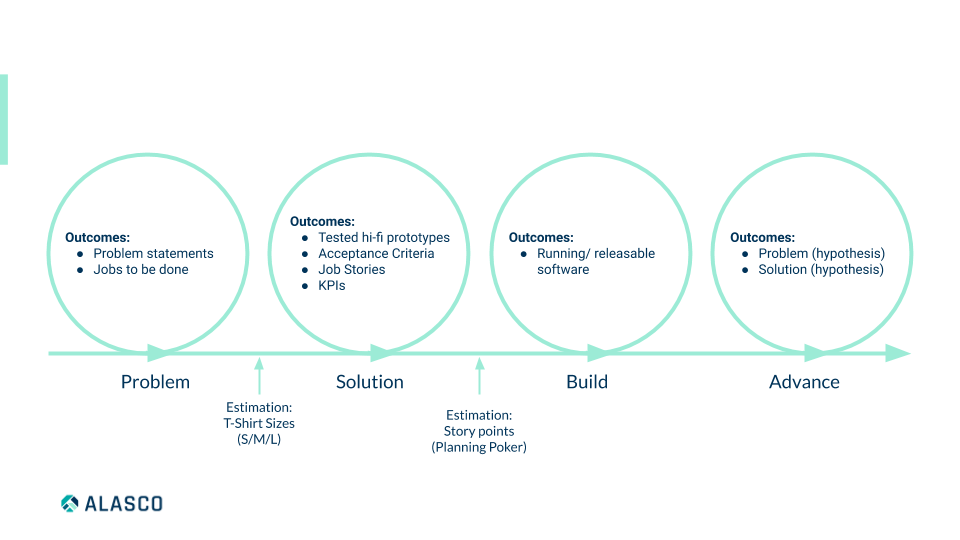 Outcomes:
● Problem statements
● Jobs to be done
Outcomes:
● Tested hi-fi prototypes
● Acceptance Criteria
● Job Stories
● KPIs
Outcomes:
● Running/ releasable
software
Outcomes:
● Problem (hypothesis)
● Solution (hypothesis)
Problem
Solution
Build
Advance
Estimation:
T-Shirt Sizes
(S/M/L)
Estimation:
Story points
(Planning Poker)
ALASCO